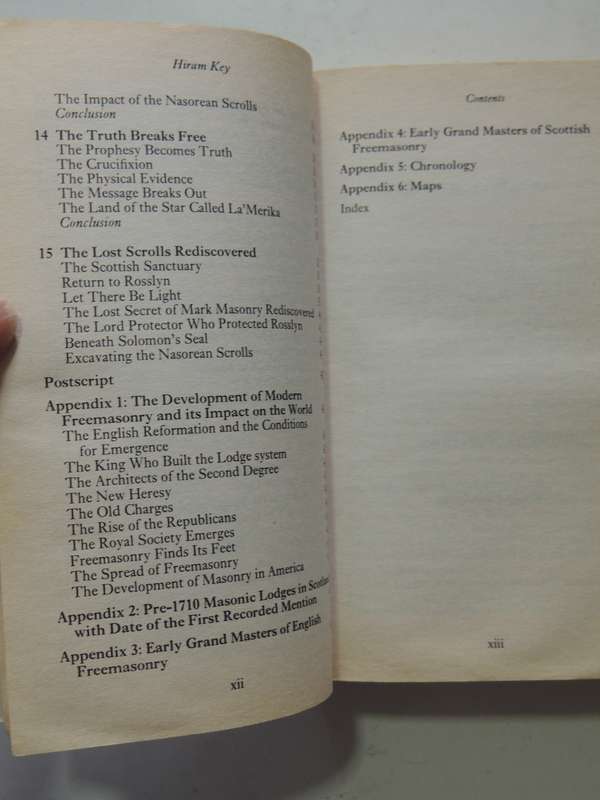 Hiram Key
The Impact of the Nasorean Scrolls
Conclusion
14 The Truth Breaks Free
The Prophesy Becomes Truth
The Crucifixion
The Physical Evidence
The Message Breaks Out
The Land of the Star Called La'Merika
Conclusion
15 The Lost Scrolls Rediscovered
The Scottish Sanctuary
Return to Rosslyn
Let There Be Light
The Lost Secret of Mark Masonry Rediscovered
The Lord Protector Who Protected Rosslyn
Beneath Solomon's Seal
Excavating the Nasorean Scrolls
Postscript
Appendix 1: The Development of Modern
Freemasonry and its Impact on the World
The English Reformation and the Conditions
for Emergence
The King Who Built the Lodge system
The Architects of the Second Degree
The New Heresy
The Old Charges
The Rise of the Republicans
The Royal Society Emerges
Freemasonry Finds Its Feet
The Spread of Freemasonry
The Development of Masonry in America
Appendix 2: Pre-1710 Masonic Lodges in
with Date of the First Recorded Mention
Appendix 3: Early Grand Masters of English
Freemasonry
xii
Contents
Appendix 4: Early Grand Masters of Scottish
Freemasonry
Appendix 5: Chronology
Appendix 6: Maps
Index
xiii